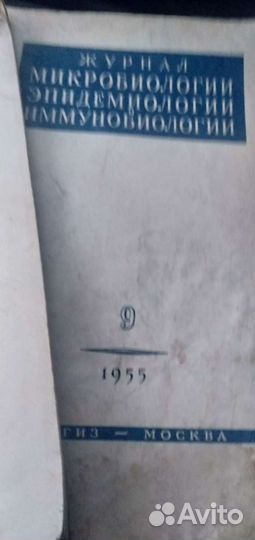 ЖУРНАЛ
МИКРОБИОЛОГИИ
ЭПИДЕМИОЛОГИИ
ИММУНОБИОЛОГИИ
9
1955
ГИЗ — МОСКВА
Avito